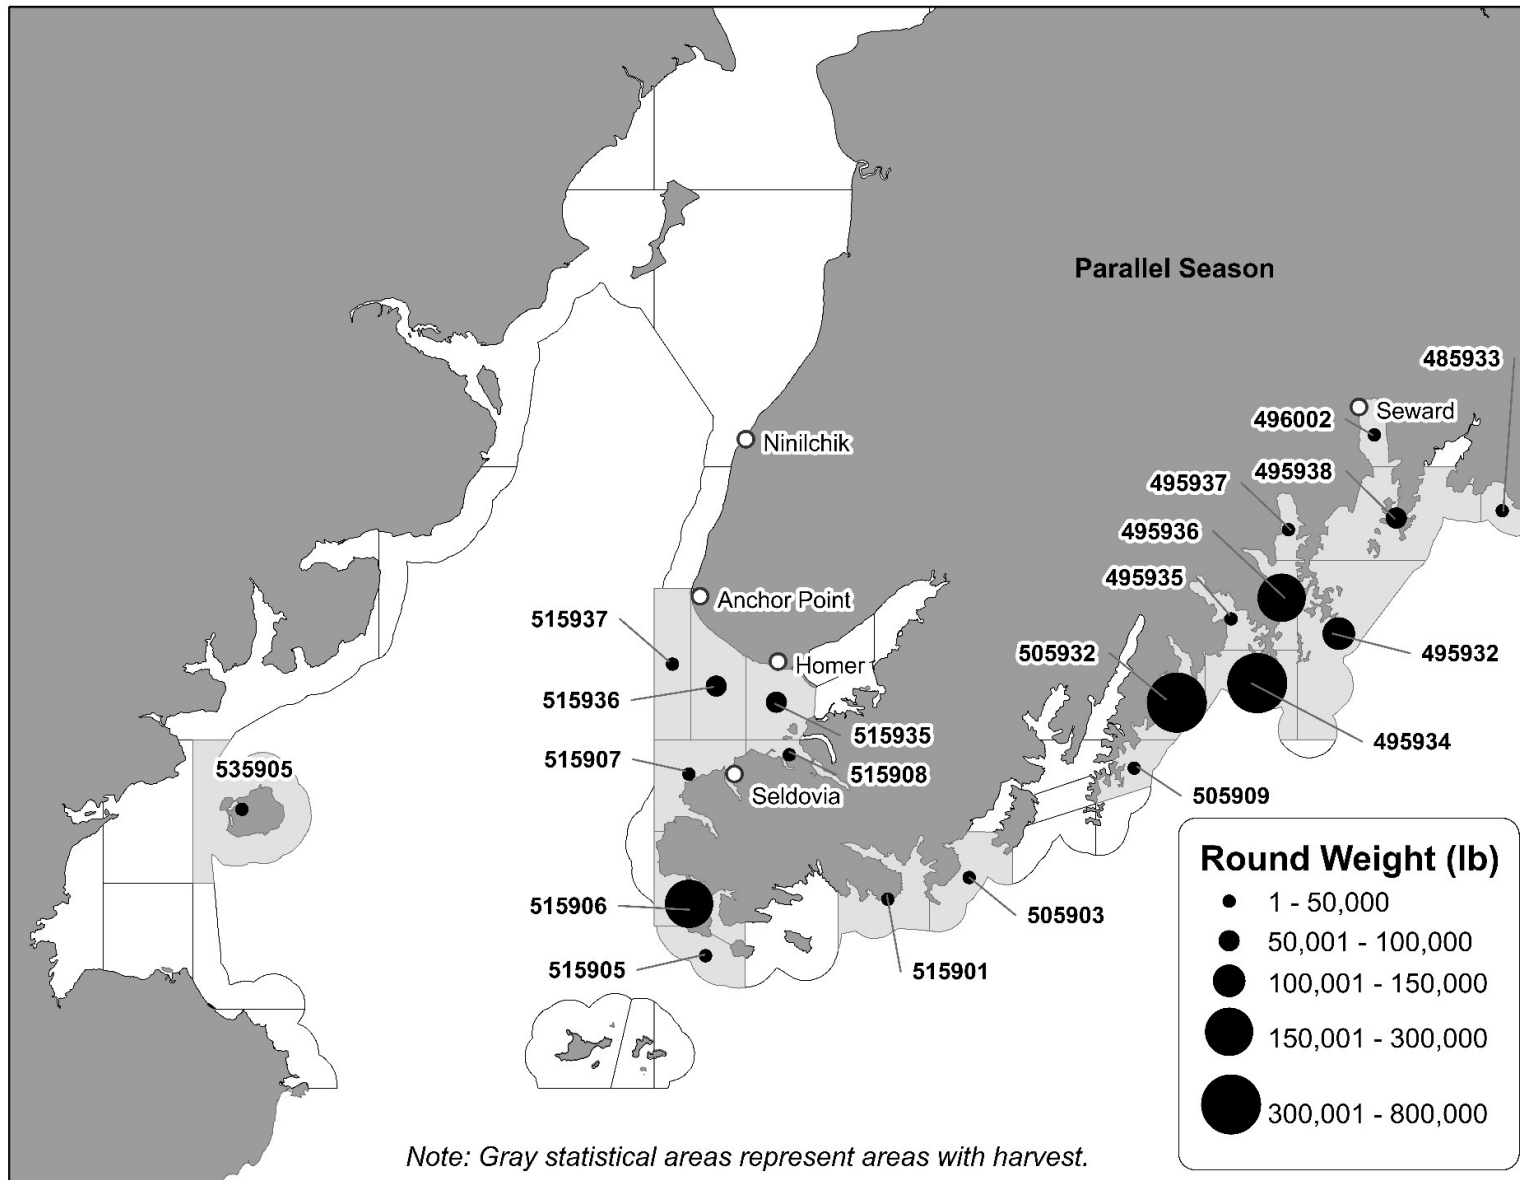 Parallel Season
485933
Seward
496002
Ninilchik
495938
495937
495936
495935
Anchor Point
515937
Homer
505932
495932
515936
515935
495934
515907
515908
535905
Seldovia
505909
515906
505903
515905
515901
Round Weight (lb)
1 - 50,000
50,001 - 100,000
100,001 - 150,000
150,001 - 300,000
300,001 - 800,000
Note: Gray statistical areas represent areas with harvest.